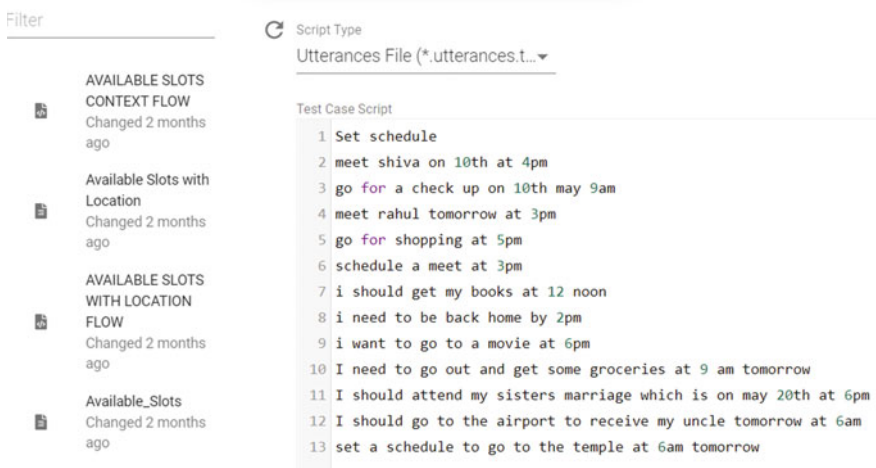 Filter
AVAILABLE SLOTS
CONTEXT FLOW
Changed 2 months
ago
Available Slots with
Location
Changed 2 months
ago
AVAILABLE SLOTS
WITH LOCATION
FLOW
Changed 2 months
ago
Available_Slots
Changed 2 months
ago
Script Type
Utterances File (*.utterances.t...
Test Case Script
1 Set schedule
2 meet shiva on 10th at 4pm
3 go for a check up on 10th may 9am
4 meet rahul tomorrow at 3pm
5 go for shopping at 5pm
6 schedule a meet at 3pm
7 i should get my books at 12 noon
8 i need to be back home by 2pm
9 i want to go to a movie at 6pm
10 I need to go out and get some groceries at 9 am tomorrow
11 I should attend my sisters marriage which is on may 20th at 6pm
12 I should go to the airport to receive my uncle tomorrow at 6am
13 set a schedule to go to the temple at 6am tomorrow